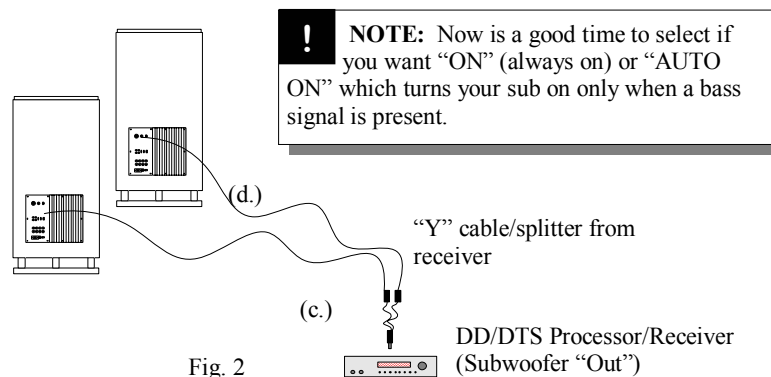 ! NOTE: Now is a good time to select if
you want “ON” (always on) or “AUTO
ON” which turns your sub on only when a bass
signal is present.
(d.)
“Y” cable/splitter from
receiver
(c.)
DD/DTS Processor/Receiver
(Subwoofer “Out”)
Fig. 2